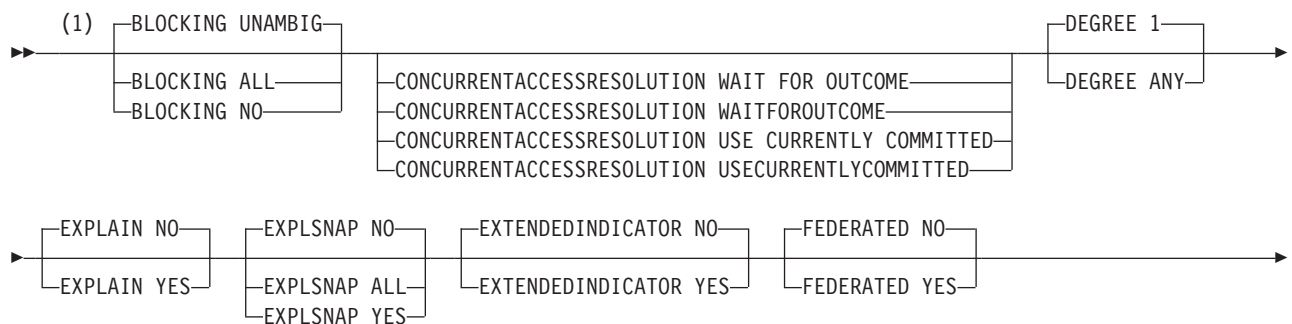 (1) BLOCKING UNAMBIG DEGREE 1
BLOCKING ALL CONCURRENTACCESSRESOLUTION WAIT FOR OUTCOME DEGREE ANY
BLOCKING NO CONCURRENTACCESSRESOLUTION WAITFOROUTCOME
CONCURRENTACCESSRESOLUTION USE CURRENTLY COMMITTED
CONCURRENTACCESSRESOLUTION USECURRENTLYCOMMITTED
EXPLAIN NO EXPLSNAP NO EXTENDEDINDICATOR NO FEDERATED NO
EXPLAIN YES EXPLSNAP ALL EXTENDEDINDICATOR YES FEDERATED YES
EXPLSNAP YES